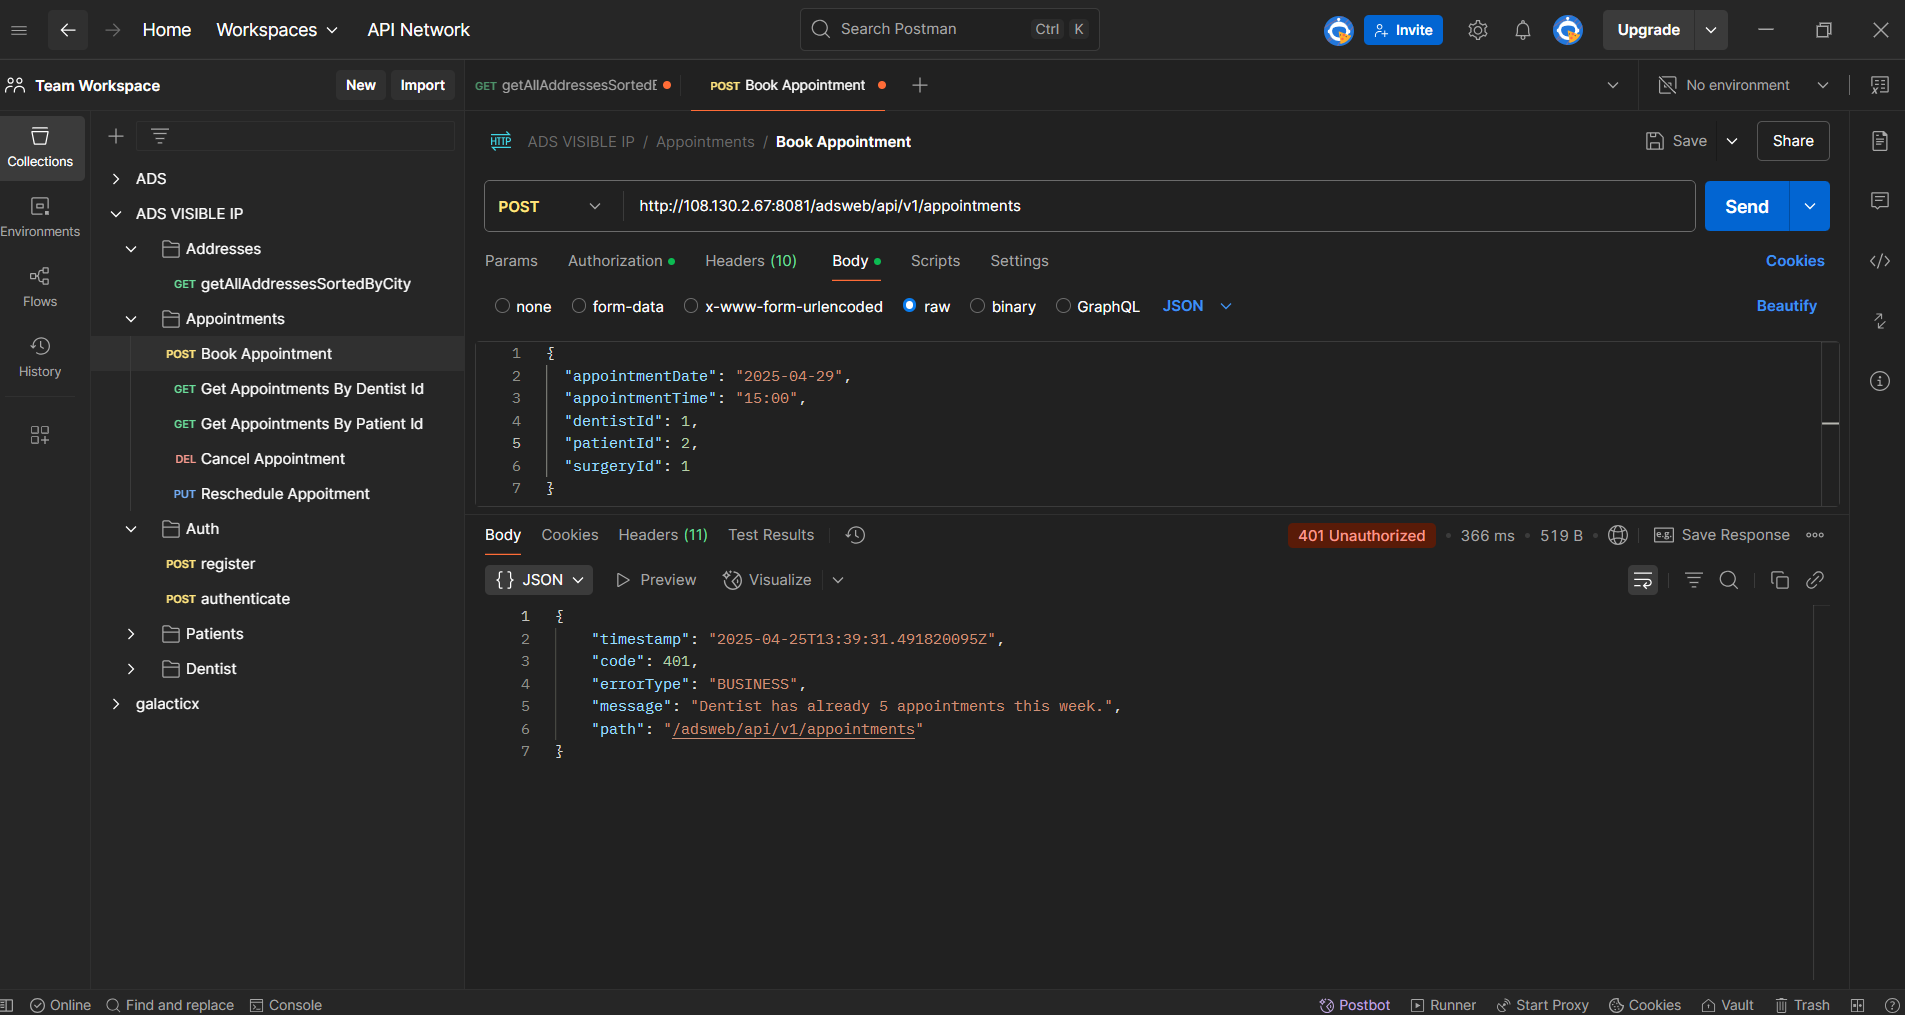 Home
Workspaces
API Network
Search Postman
Ctrl K
Invite
Upgrade
Team Workspace
New
Import
GET getAllAddressesSortedE
POST Book Appointment
No environment
Collections
Environments
Flows
History
ADS
ADS VISIBLE IP
Addresses
GET getAllAddressesSortedByCity
Appointments
POST Book Appointment
GET Get Appointments By Dentist Id
GET Get Appointments By Patient Id
DEL Cancel Appointment
PUT Reschedule Appoitment
Auth
POST register
POST authenticate
Patients
Dentist
galacticx
HTTP ADS VISIBLE IP / Appointments / Book Appointment
Save
Share
POST http://108.130.2.67:8081/adsweb/api/v1/appointments
Send
Params Authorization Headers (10) Body Scripts Settings
Cookies
none form-data x-www-form-urlencoded raw binary GraphQL JSON
Beautify
1 {
2 "appointmentDate": "2025-04-29",
3 "appointmentTime": "15:00",
4 "dentistId": 1,
5 "patientId": 2,
6 "surgeryId": 1
7 }
Body Cookies Headers (11) Test Results
401 Unauthorized • 366 ms • 519 B
e.g. Save Response
{} JSON Preview Visualize
1 {
2 "timestamp": "2025-04-25T13:39:31.491820095Z",
3 "code": 401,
4 "errorType": "BUSINESS",
5 "message": "Dentist has already 5 appointments this week.",
6 "path": "/adsweb/api/v1/appointments"
7 }
Online Find and replace Console
Postbot Runner Start Proxy Cookies Vault Trash